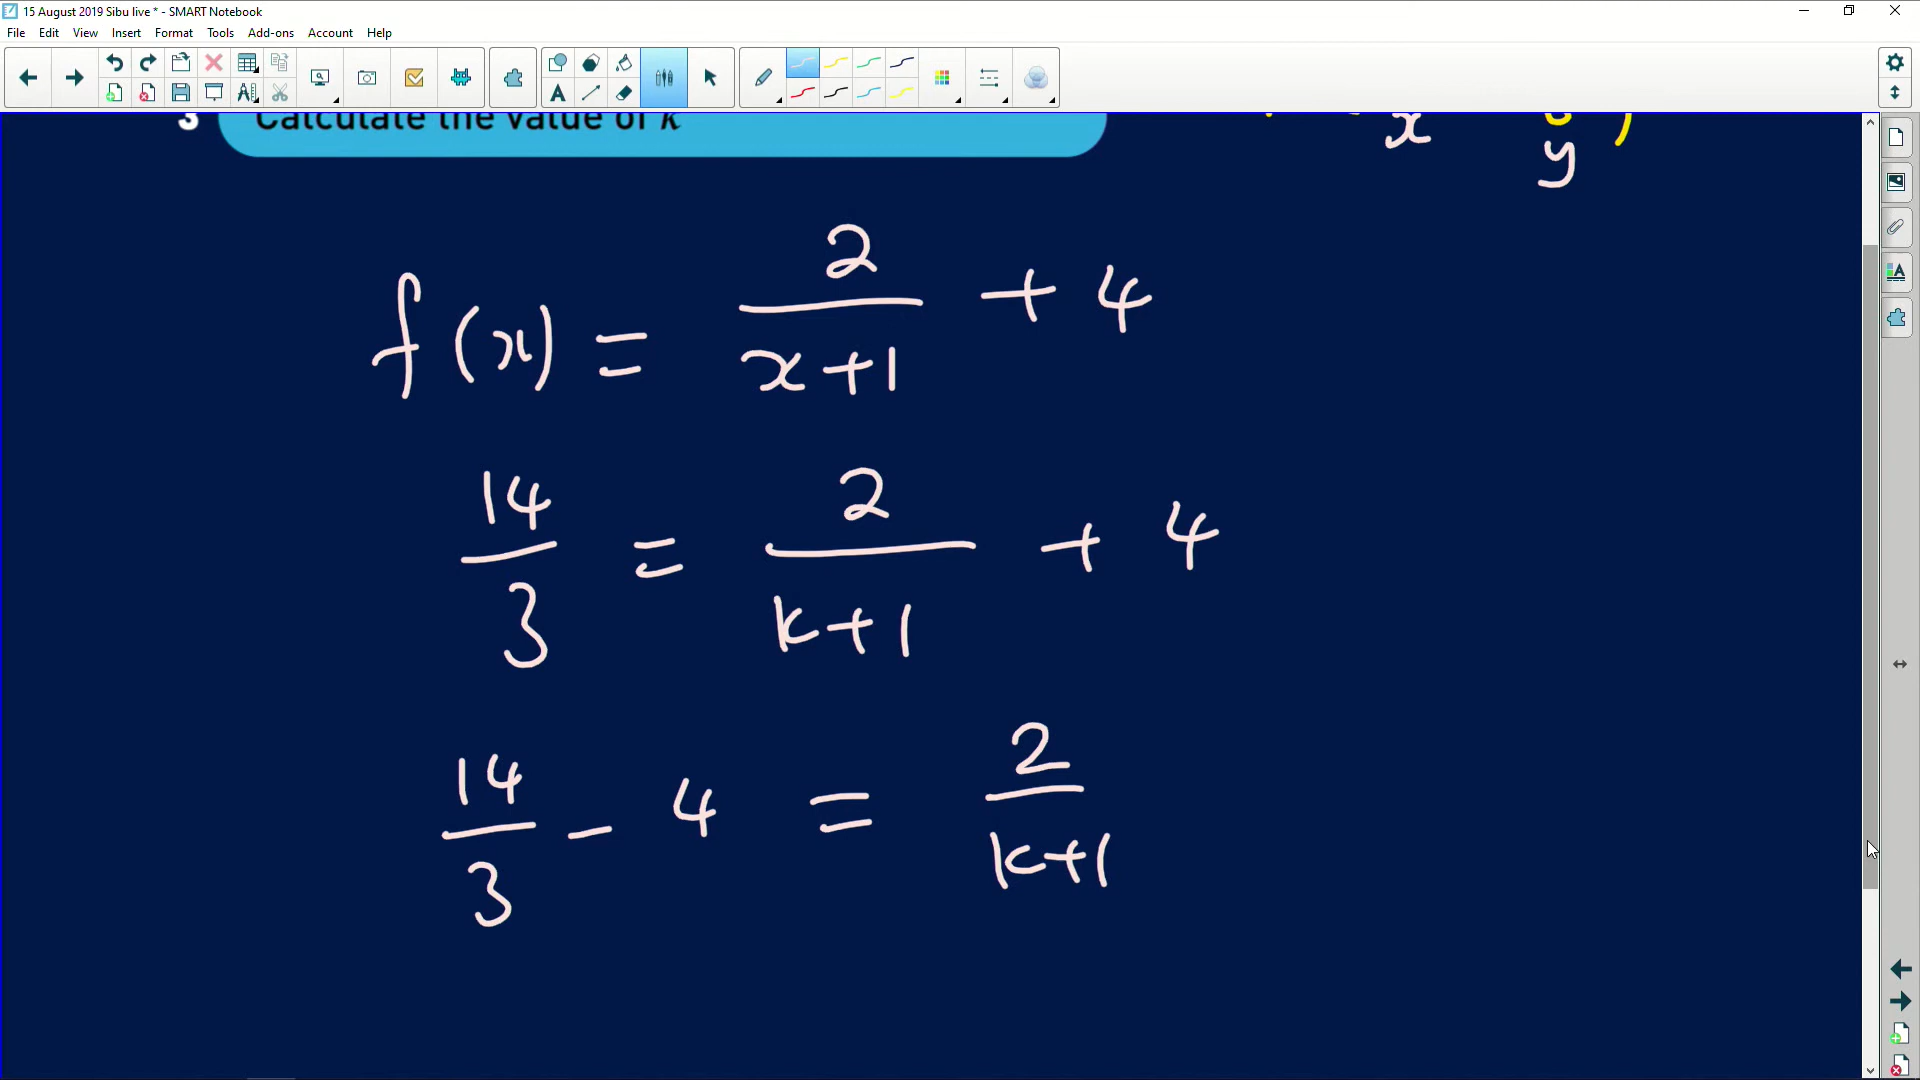 15 August 2019 Sibu live * - SMART Notebook
File Edit View Insert Format Tools Add-ons Account Help
3 Calculate the value of k
x y )
f(x) = 2/(x+1) + 4
14/3 = 2/(k+1) + 4
14/3 - 4 = 2/(k+1)